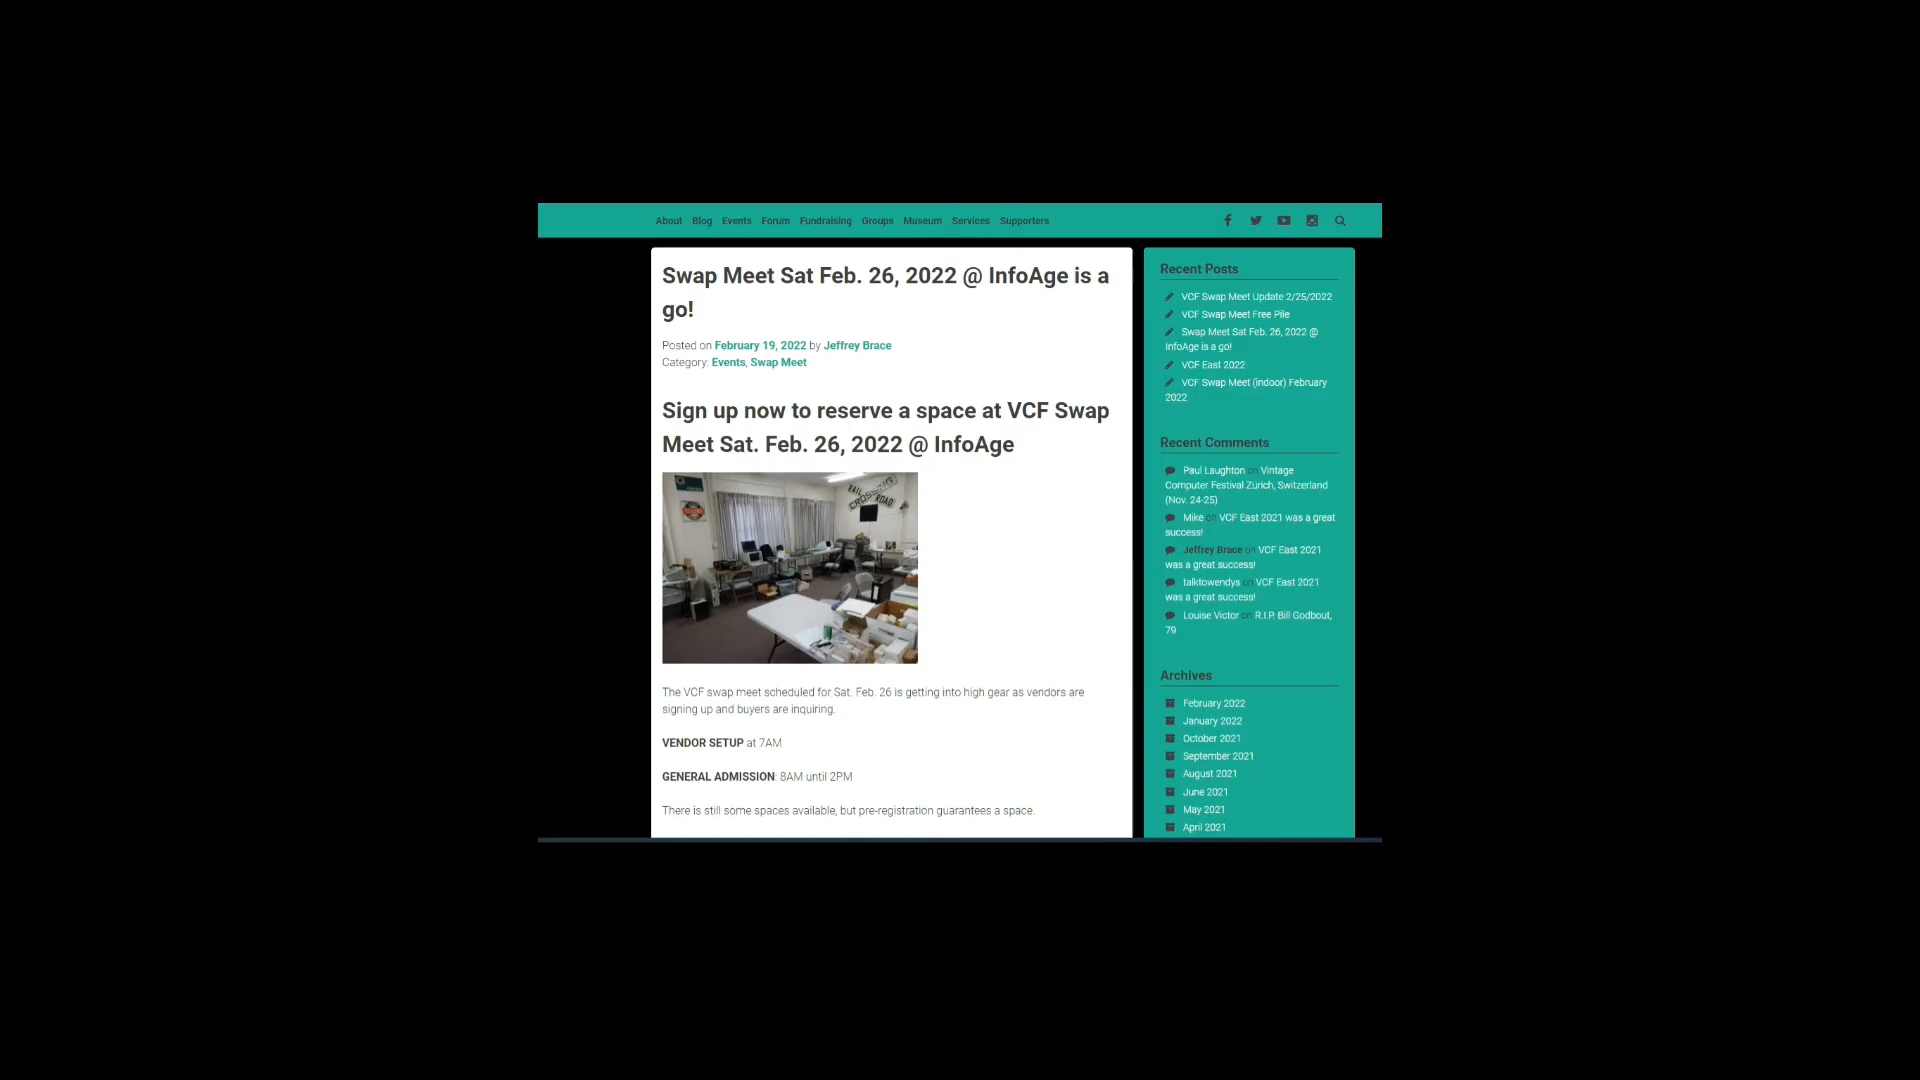 About Blog Events Forum Fundraising Groups Museum Services Supporters
Swap Meet Sat Feb. 26, 2022 @ InfoAge is a
go!
Posted on February 19, 2022 by Jeffrey Brace
Category: Events, Swap Meet
Sign up now to reserve a space at VCF Swap
Meet Sat. Feb. 26, 2022 @ InfoAge
RAIL CROSSING ROAD
The VCF swap meet scheduled for Sat. Feb. 26 is getting into high gear as vendors are
signing up and buyers are inquiring.
VENDOR SETUP at 7AM
GENERAL ADMISSION: 8AM until 2PM
There is still some spaces available, but pre-registration guarantees a space.
Recent Posts
VCF Swap Meet Update 2/25/2022
VCF Swap Meet Free Pile
Swap Meet Sat Feb. 26, 2022 @
InfoAge is a go!
VCF East 2022
VCF Swap Meet (indoor) February
2022
Recent Comments
Paul Laughton on Vintage
Computer Festival Zürich, Switzerland
(Nov. 24-25)
Mike on VCF East 2021 was a great
success!
Jeffrey Brace on VCF East 2021
was a great success!
talktowendys on VCF East 2021
was a great success!
Louise Victor on R.I.P. Bill Godbout,
79
Archives
February 2022
January 2022
October 2021
September 2021
August 2021
June 2021
May 2021
April 2021